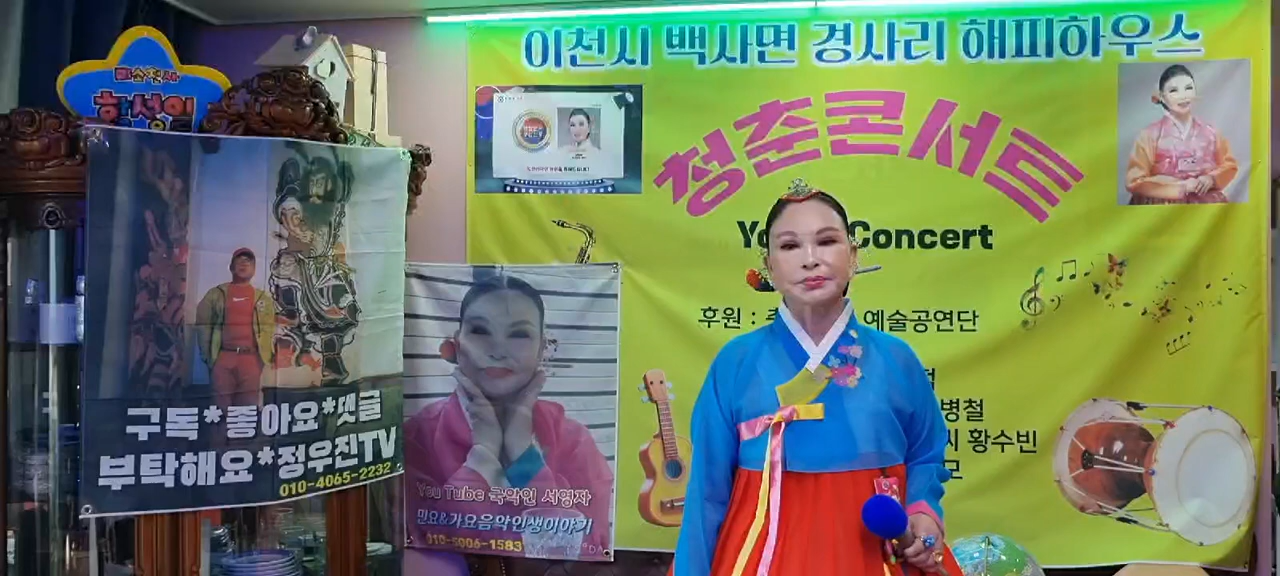 이천시 백사면 경사리 해피하우스
청춘콘서트
Concert
후원 :
예술공연단
병철
시 황수빈
모
구독*좋아요*댓글
부탁해요*정우진TV
010-4065-2232
YouTube 국악인 서영자
민요&가요음악인생이야기
010-5006-1583